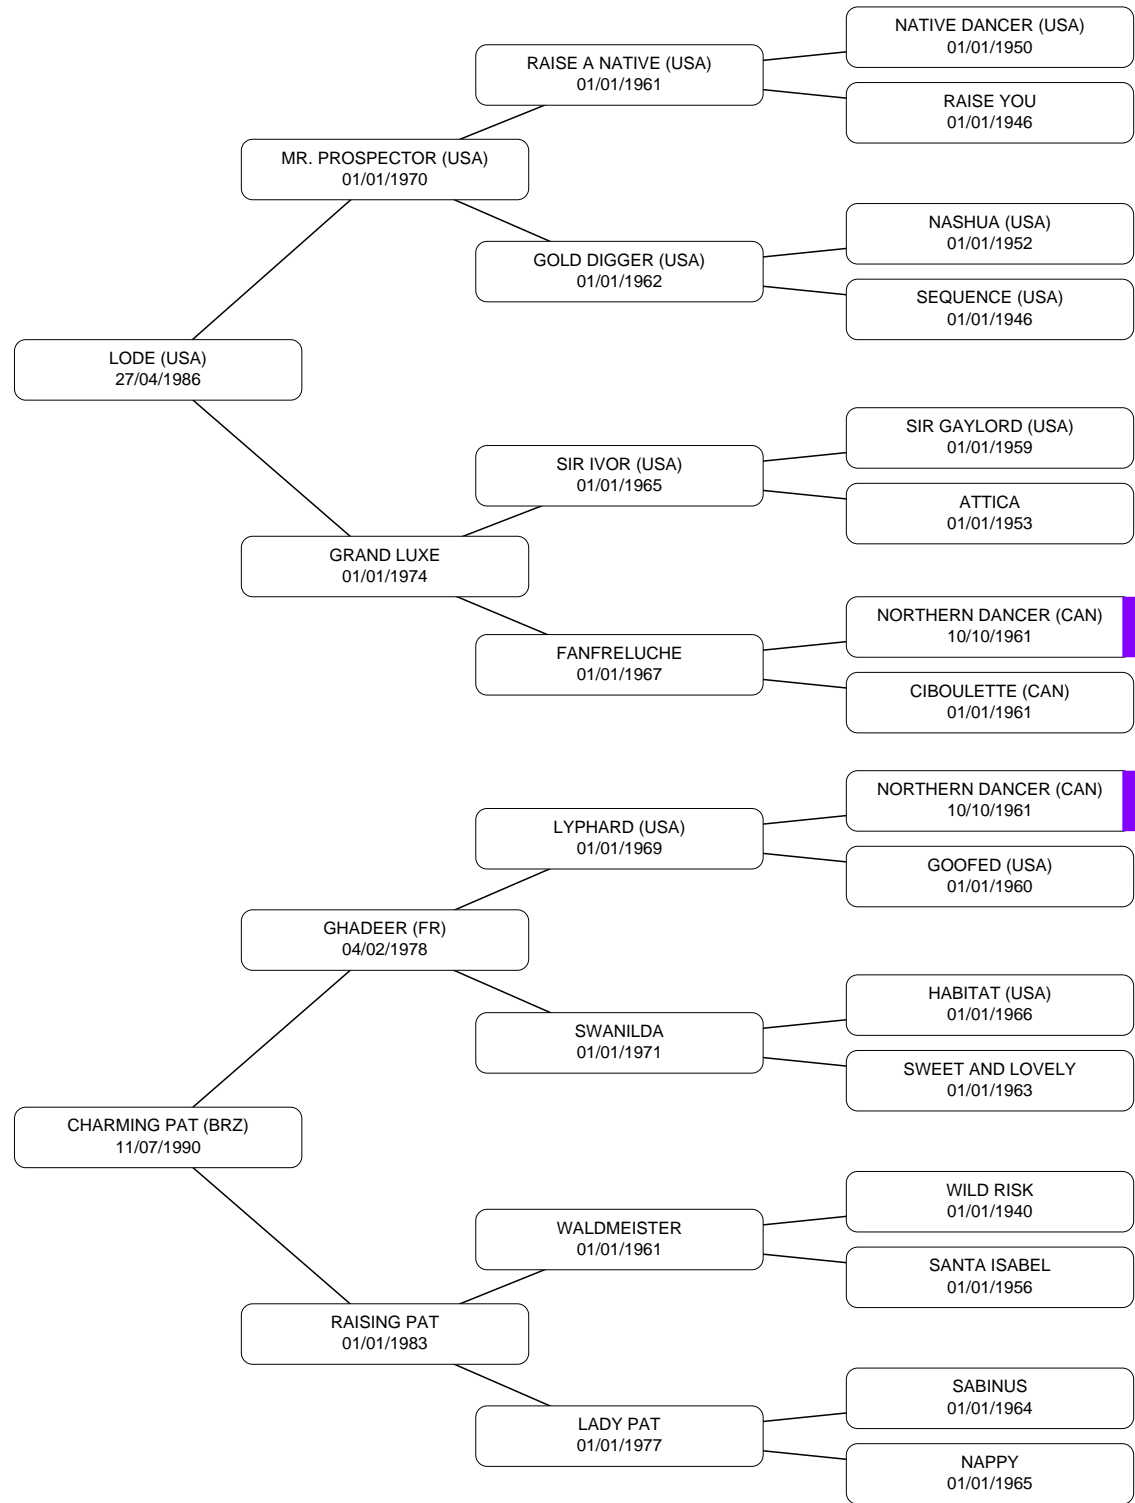 NATIVE DANCER (USA)
01/01/1950
RAISE A NATIVE (USA)
01/01/1961
RAISE YOU
01/01/1946
MR. PROSPECTOR (USA)
01/01/1970
NASHUA (USA)
01/01/1952
GOLD DIGGER (USA)
01/01/1962
SEQUENCE (USA)
01/01/1946
LODE (USA)
27/04/1986
SIR GAYLORD (USA)
01/01/1959
SIR IVOR (USA)
01/01/1965
ATTICA
01/01/1953
GRAND LUXE
01/01/1974
NORTHERN DANCER (CAN)
10/10/1961
FANFRELUCHE
01/01/1967
CIBOULETTE (CAN)
01/01/1961
NORTHERN DANCER (CAN)
10/10/1961
LYPHARD (USA)
01/01/1969
GOOFED (USA)
01/01/1960
GHADEER (FR)
04/02/1978
HABITAT (USA)
01/01/1966
SWANILDA
01/01/1971
SWEET AND LOVELY
01/01/1963
CHARMING PAT (BRZ)
11/07/1990
WILD RISK
01/01/1940
WALDMEISTER
01/01/1961
SANTA ISABEL
01/01/1956
RAISING PAT
01/01/1983
SABINUS
01/01/1964
LADY PAT
01/01/1977
NAPPY
01/01/1965